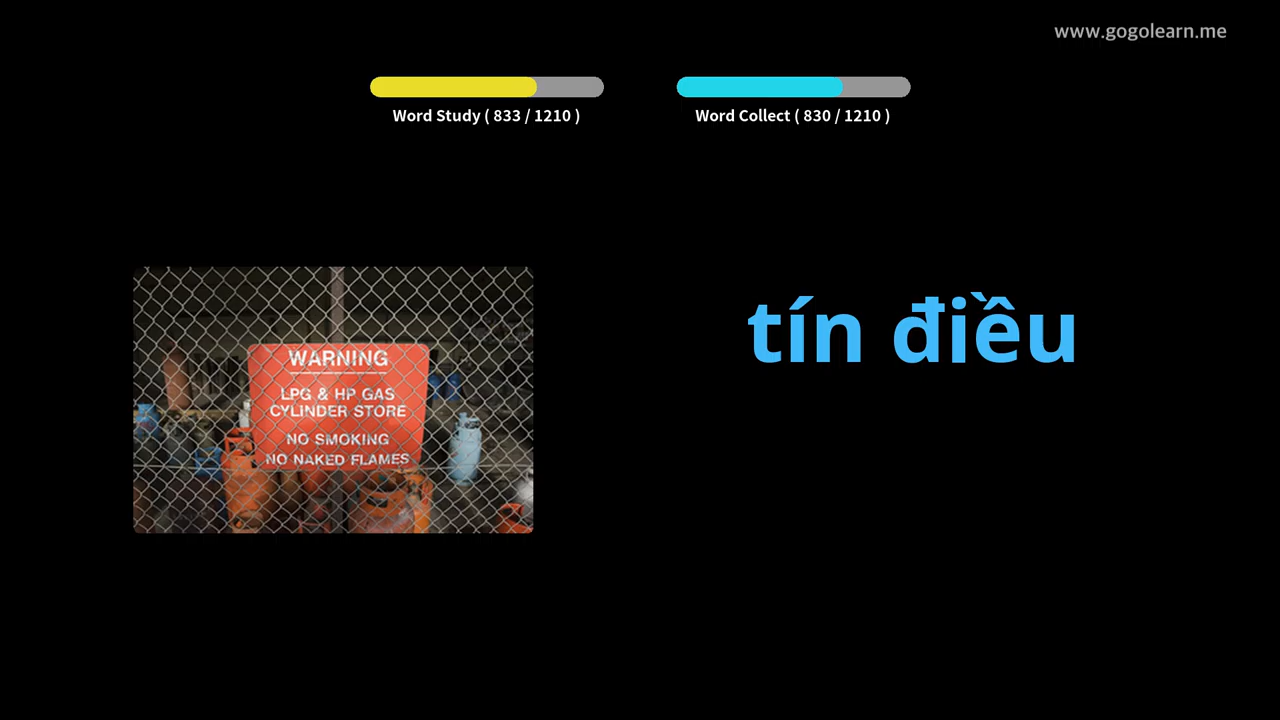 www.gogolearn.me
Word Study ( 833 / 1210 )
Word Collect ( 830 / 1210 )
WARNING
LPG & HP GAS
CYLINDER STORE
NO SMOKING
NO NAKED FLAMES
tín điều